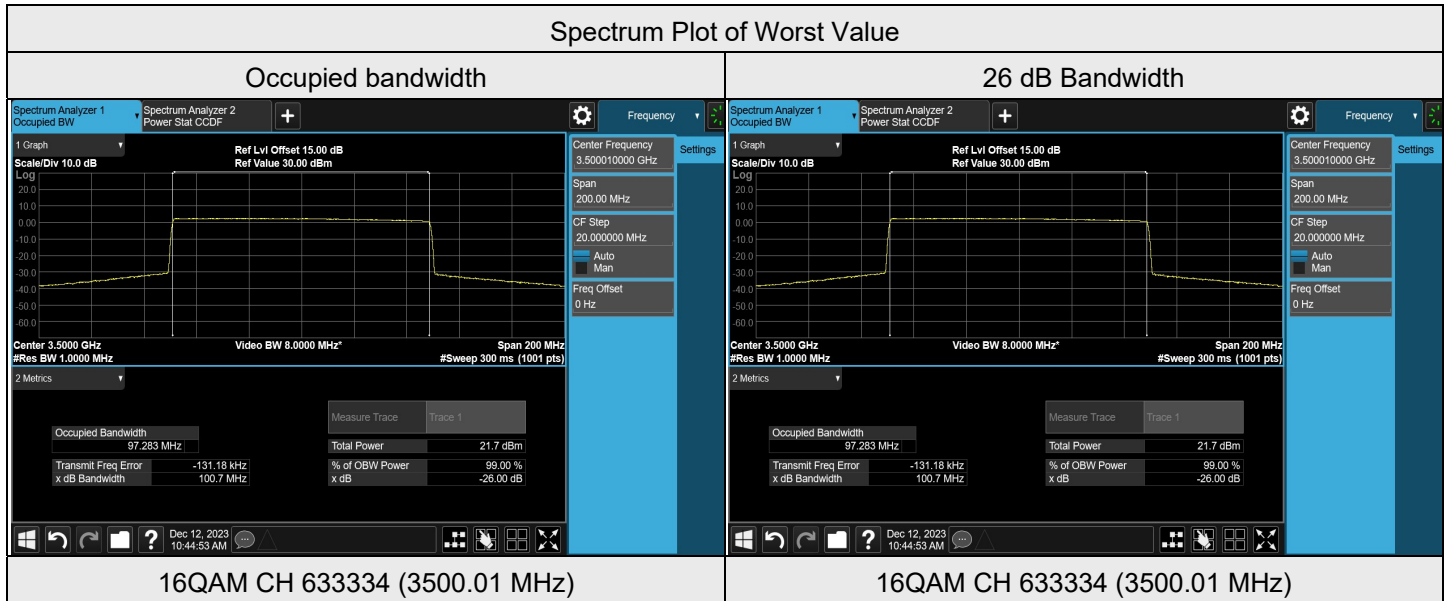 Spectrum Plot of Worst Value
Occupied bandwidth
26 dB Bandwidth
Spectrum Analyzer 1
Occupied BW
Spectrum Analyzer 2
Power Stat CCDF
+
Frequency
1 Graph
Scale/Div 10.0 dB
Ref Lvl Offset 15.00 dB
Ref Value 30.00 dBm
Log
20.0
10.0
0.00
-10.0
-20.0
-30.0
-40.0
-50.0
-60.0
Center 3.5000 GHz
#Res BW 1.0000 MHz
Video BW 8.0000 MHz*
Span 200 MHz
#Sweep 300 ms (1001 pts)
Center Frequency
3.500010000 GHz
Settings
Span
200.00 MHz
CF Step
20.000000 MHz
Auto
Man
Freq Offset
0 Hz
2 Metrics
Measure Trace Trace 1
Occupied Bandwidth
97.283 MHz
Total Power 21.7 dBm
Transmit Freq Error -131.18 kHz
% of OBW Power 99.00 %
x dB Bandwidth 100.7 MHz
x dB -26.00 dB
?
Dec 12, 2023
10:44:53 AM
Spectrum Analyzer 1
Occupied BW
Spectrum Analyzer 2
Power Stat CCDF
+
Frequency
1 Graph
Scale/Div 10.0 dB
Ref Lvl Offset 15.00 dB
Ref Value 30.00 dBm
Log
20.0
10.0
0.00
-10.0
-20.0
-30.0
-40.0
-50.0
-60.0
Center 3.5000 GHz
#Res BW 1.0000 MHz
Video BW 8.0000 MHz*
Span 200 MHz
#Sweep 300 ms (1001 pts)
Center Frequency
3.500010000 GHz
Settings
Span
200.00 MHz
CF Step
20.000000 MHz
Auto
Man
Freq Offset
0 Hz
2 Metrics
Measure Trace Trace 1
Occupied Bandwidth
97.283 MHz
Total Power 21.7 dBm
Transmit Freq Error -131.18 kHz
% of OBW Power 99.00 %
x dB Bandwidth 100.7 MHz
x dB -26.00 dB
?
Dec 12, 2023
10:44:53 AM
16QAM CH 633334 (3500.01 MHz)
16QAM CH 633334 (3500.01 MHz)